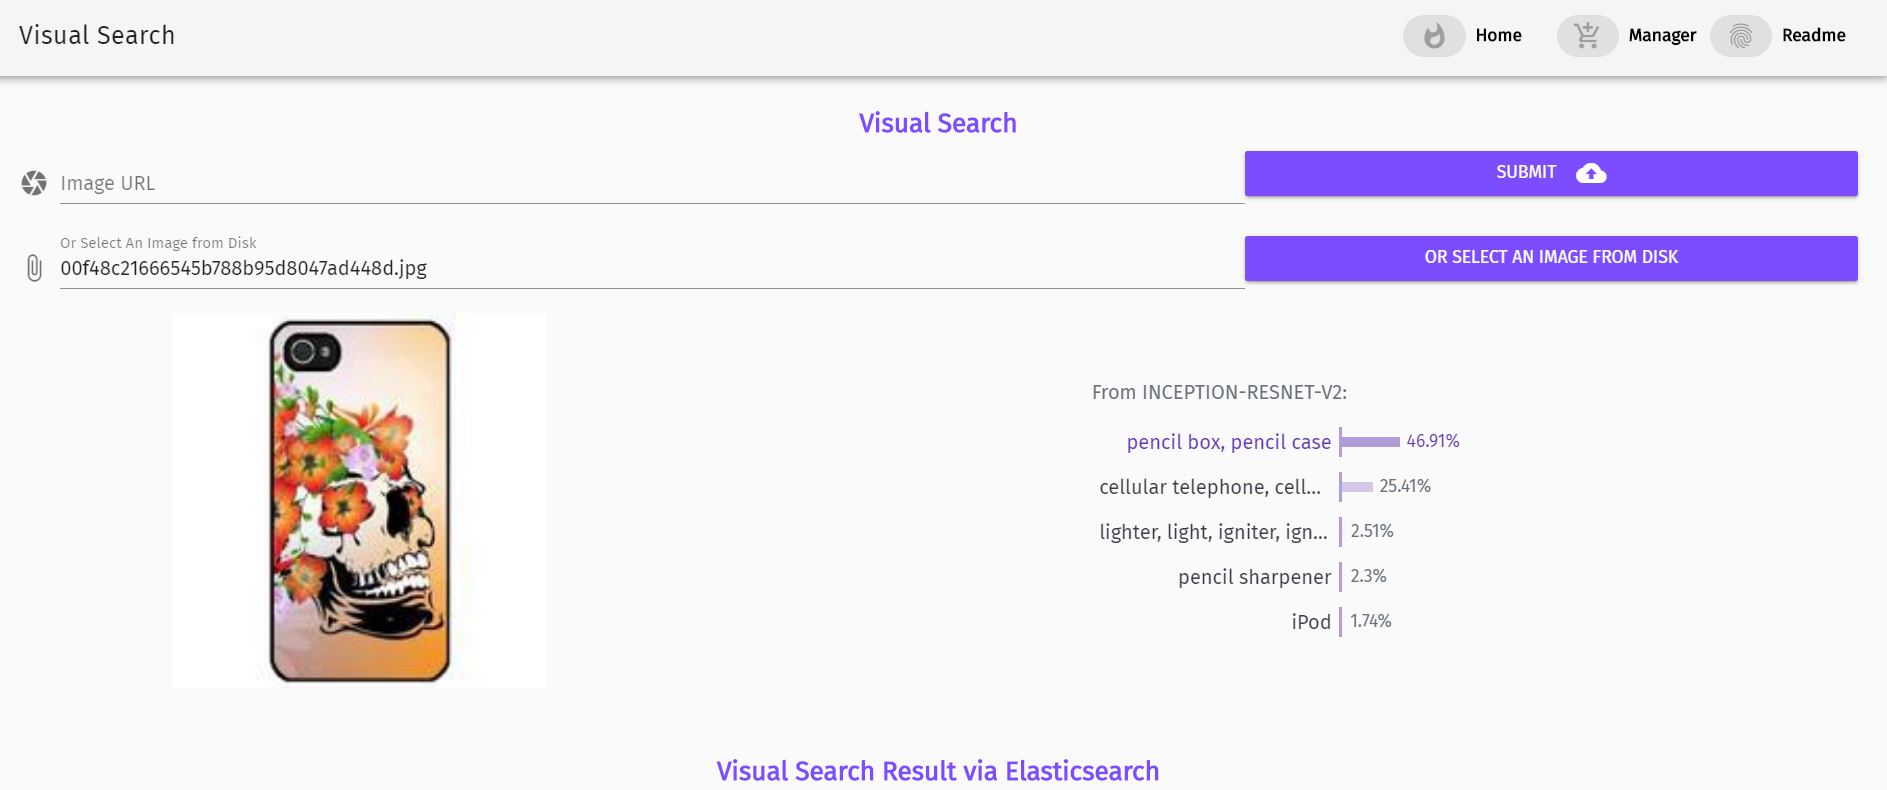 Visual Search
Home
Manager
Readme
Visual Search
Image URL
SUBMIT
Or Select An Image from Disk
00f48c21666545b788b95d8047ad448d.jpg
OR SELECT AN IMAGE FROM DISK
From INCEPTION-RESNET-V2:
pencil box, pencil case 46.91%
cellular telephone, cell... 25.41%
lighter, light, igniter, ign... 2.51%
pencil sharpener 2.3%
iPod 1.74%
Visual Search Result via Elasticsearch